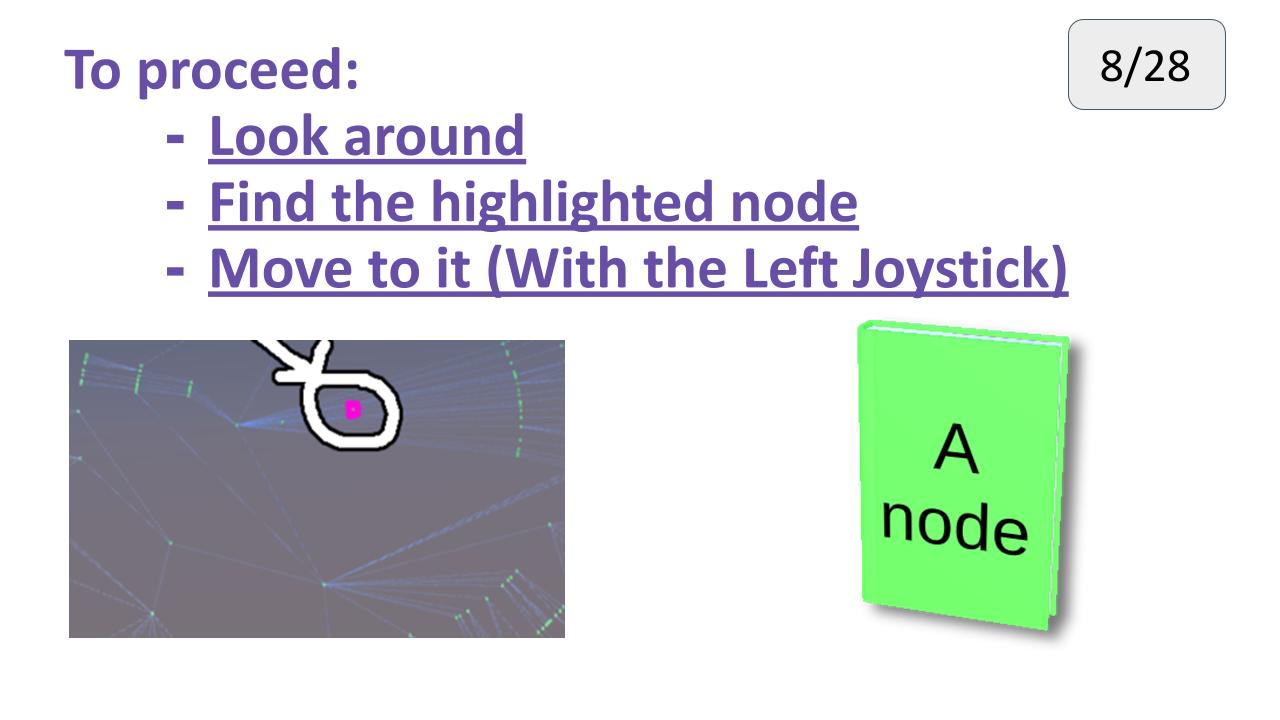 To proceed:
- Look around
- Find the highlighted node
- Move to it (With the Left Joystick)
8/28
A
node